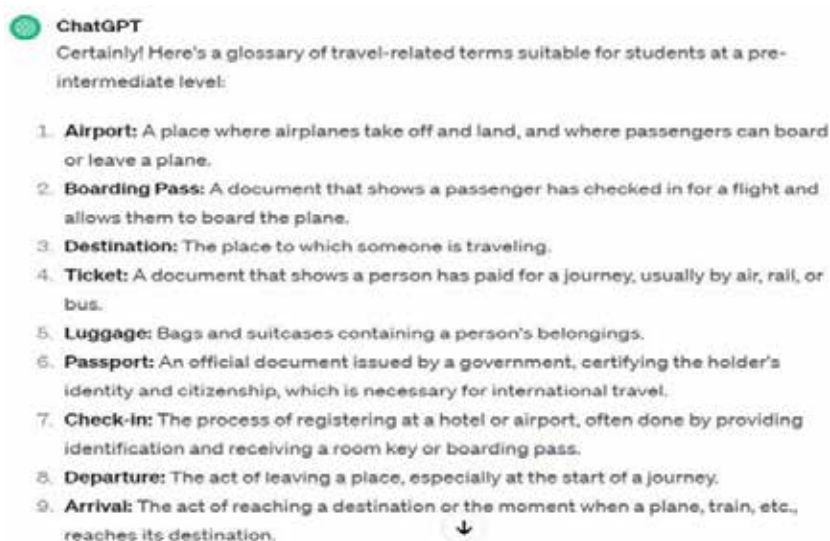 ChatGPT
Certainly! Here's a glossary of travel-related terms suitable for students at a pre-
intermediate level:
1. Airport: A place where airplanes take off and land, and where passengers can board
or leave a plane.
2. Boarding Pass: A document that shows a passenger has checked in for a flight and
allows them to board the plane.
3. Destination: The place to which someone is traveling.
4. Ticket: A document that shows a person has paid for a journey, usually by air, rail, or
bus.
5. Luggage: Bags and suitcases containing a person's belongings.
6. Passport: An official document issued by a government, certifying the holder's
identity and citizenship, which is necessary for international travel.
7. Check-in: The process of registering at a hotel or airport, often done by providing
identification and receiving a room key or boarding pass.
8. Departure: The act of leaving a place, especially at the start of a journey.
9. Arrival: The act of reaching a destination or the moment when a plane, train, etc.,
reaches its destination.